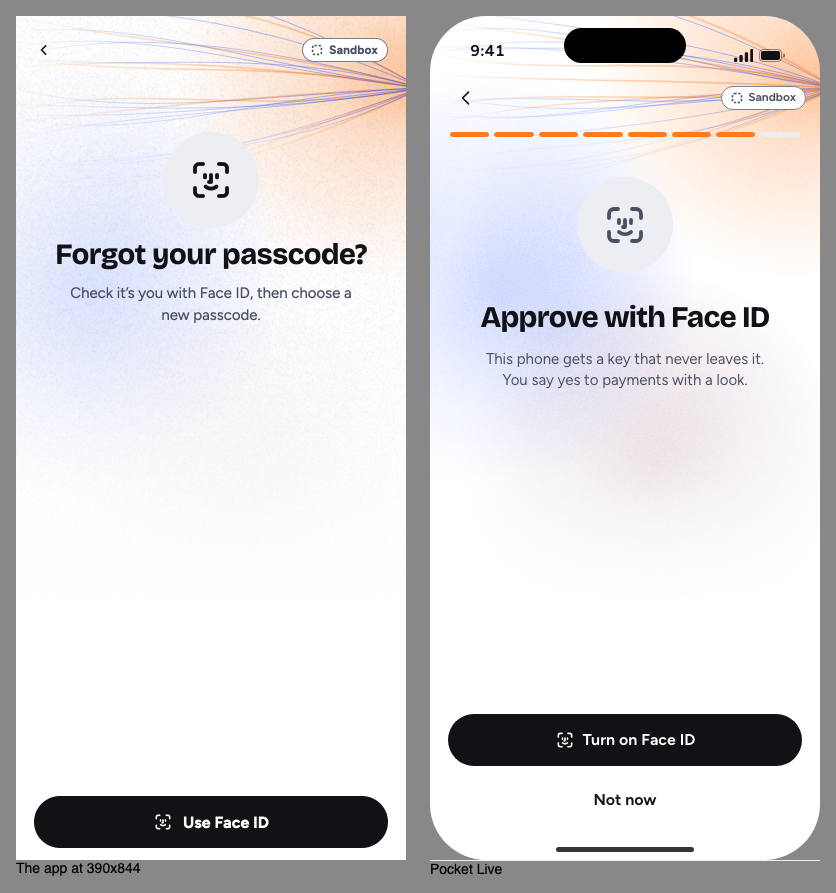 Sandbox
Forgot your passcode?
Check it’s you with Face ID, then choose a
new passcode.
Use Face ID
The app at 390x844
9:41
Sandbox
Approve with Face ID
This phone gets a key that never leaves it.
You say yes to payments with a look.
Turn on Face ID
Not now
Pocket Live